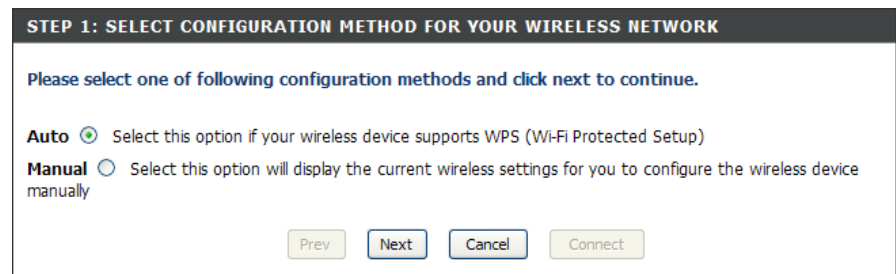 STEP 1: SELECT CONFIGURATION METHOD FOR YOUR WIRELESS NETWORK
Please select one of following configuration methods and click next to continue.
Auto Select this option if your wireless device supports WPS (Wi-Fi Protected Setup)
Manual Select this option will display the current wireless settings for you to configure the wireless device
manually
Prev Next Cancel Connect